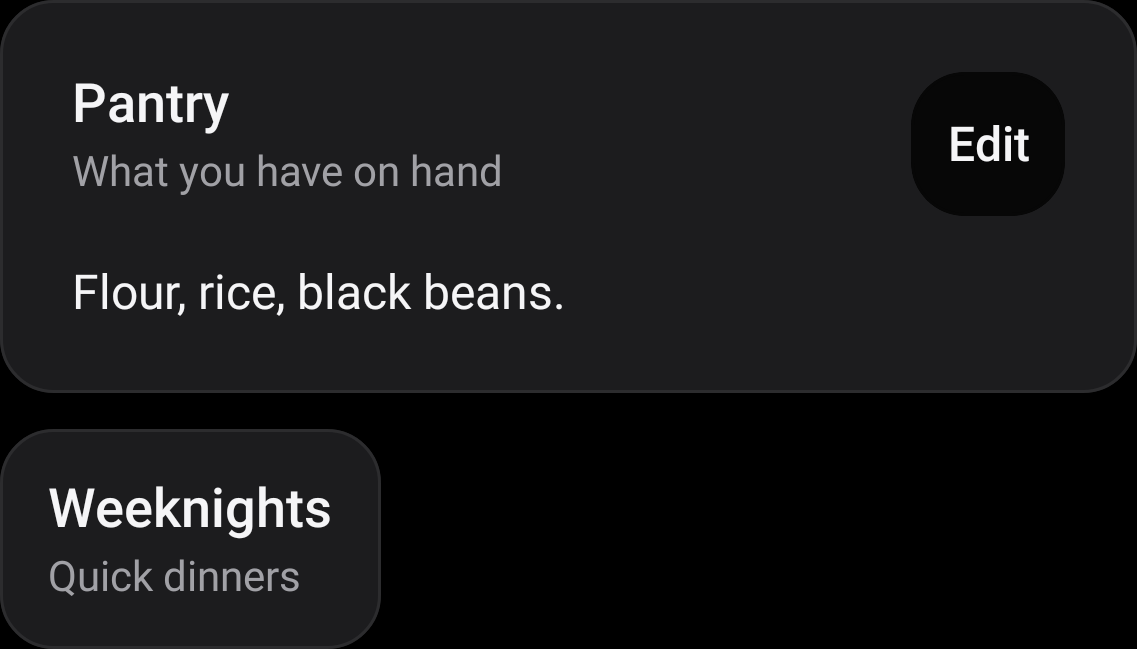 Pantry
What you have on hand
Edit
Flour, rice, black beans.
Weeknights
Quick dinners